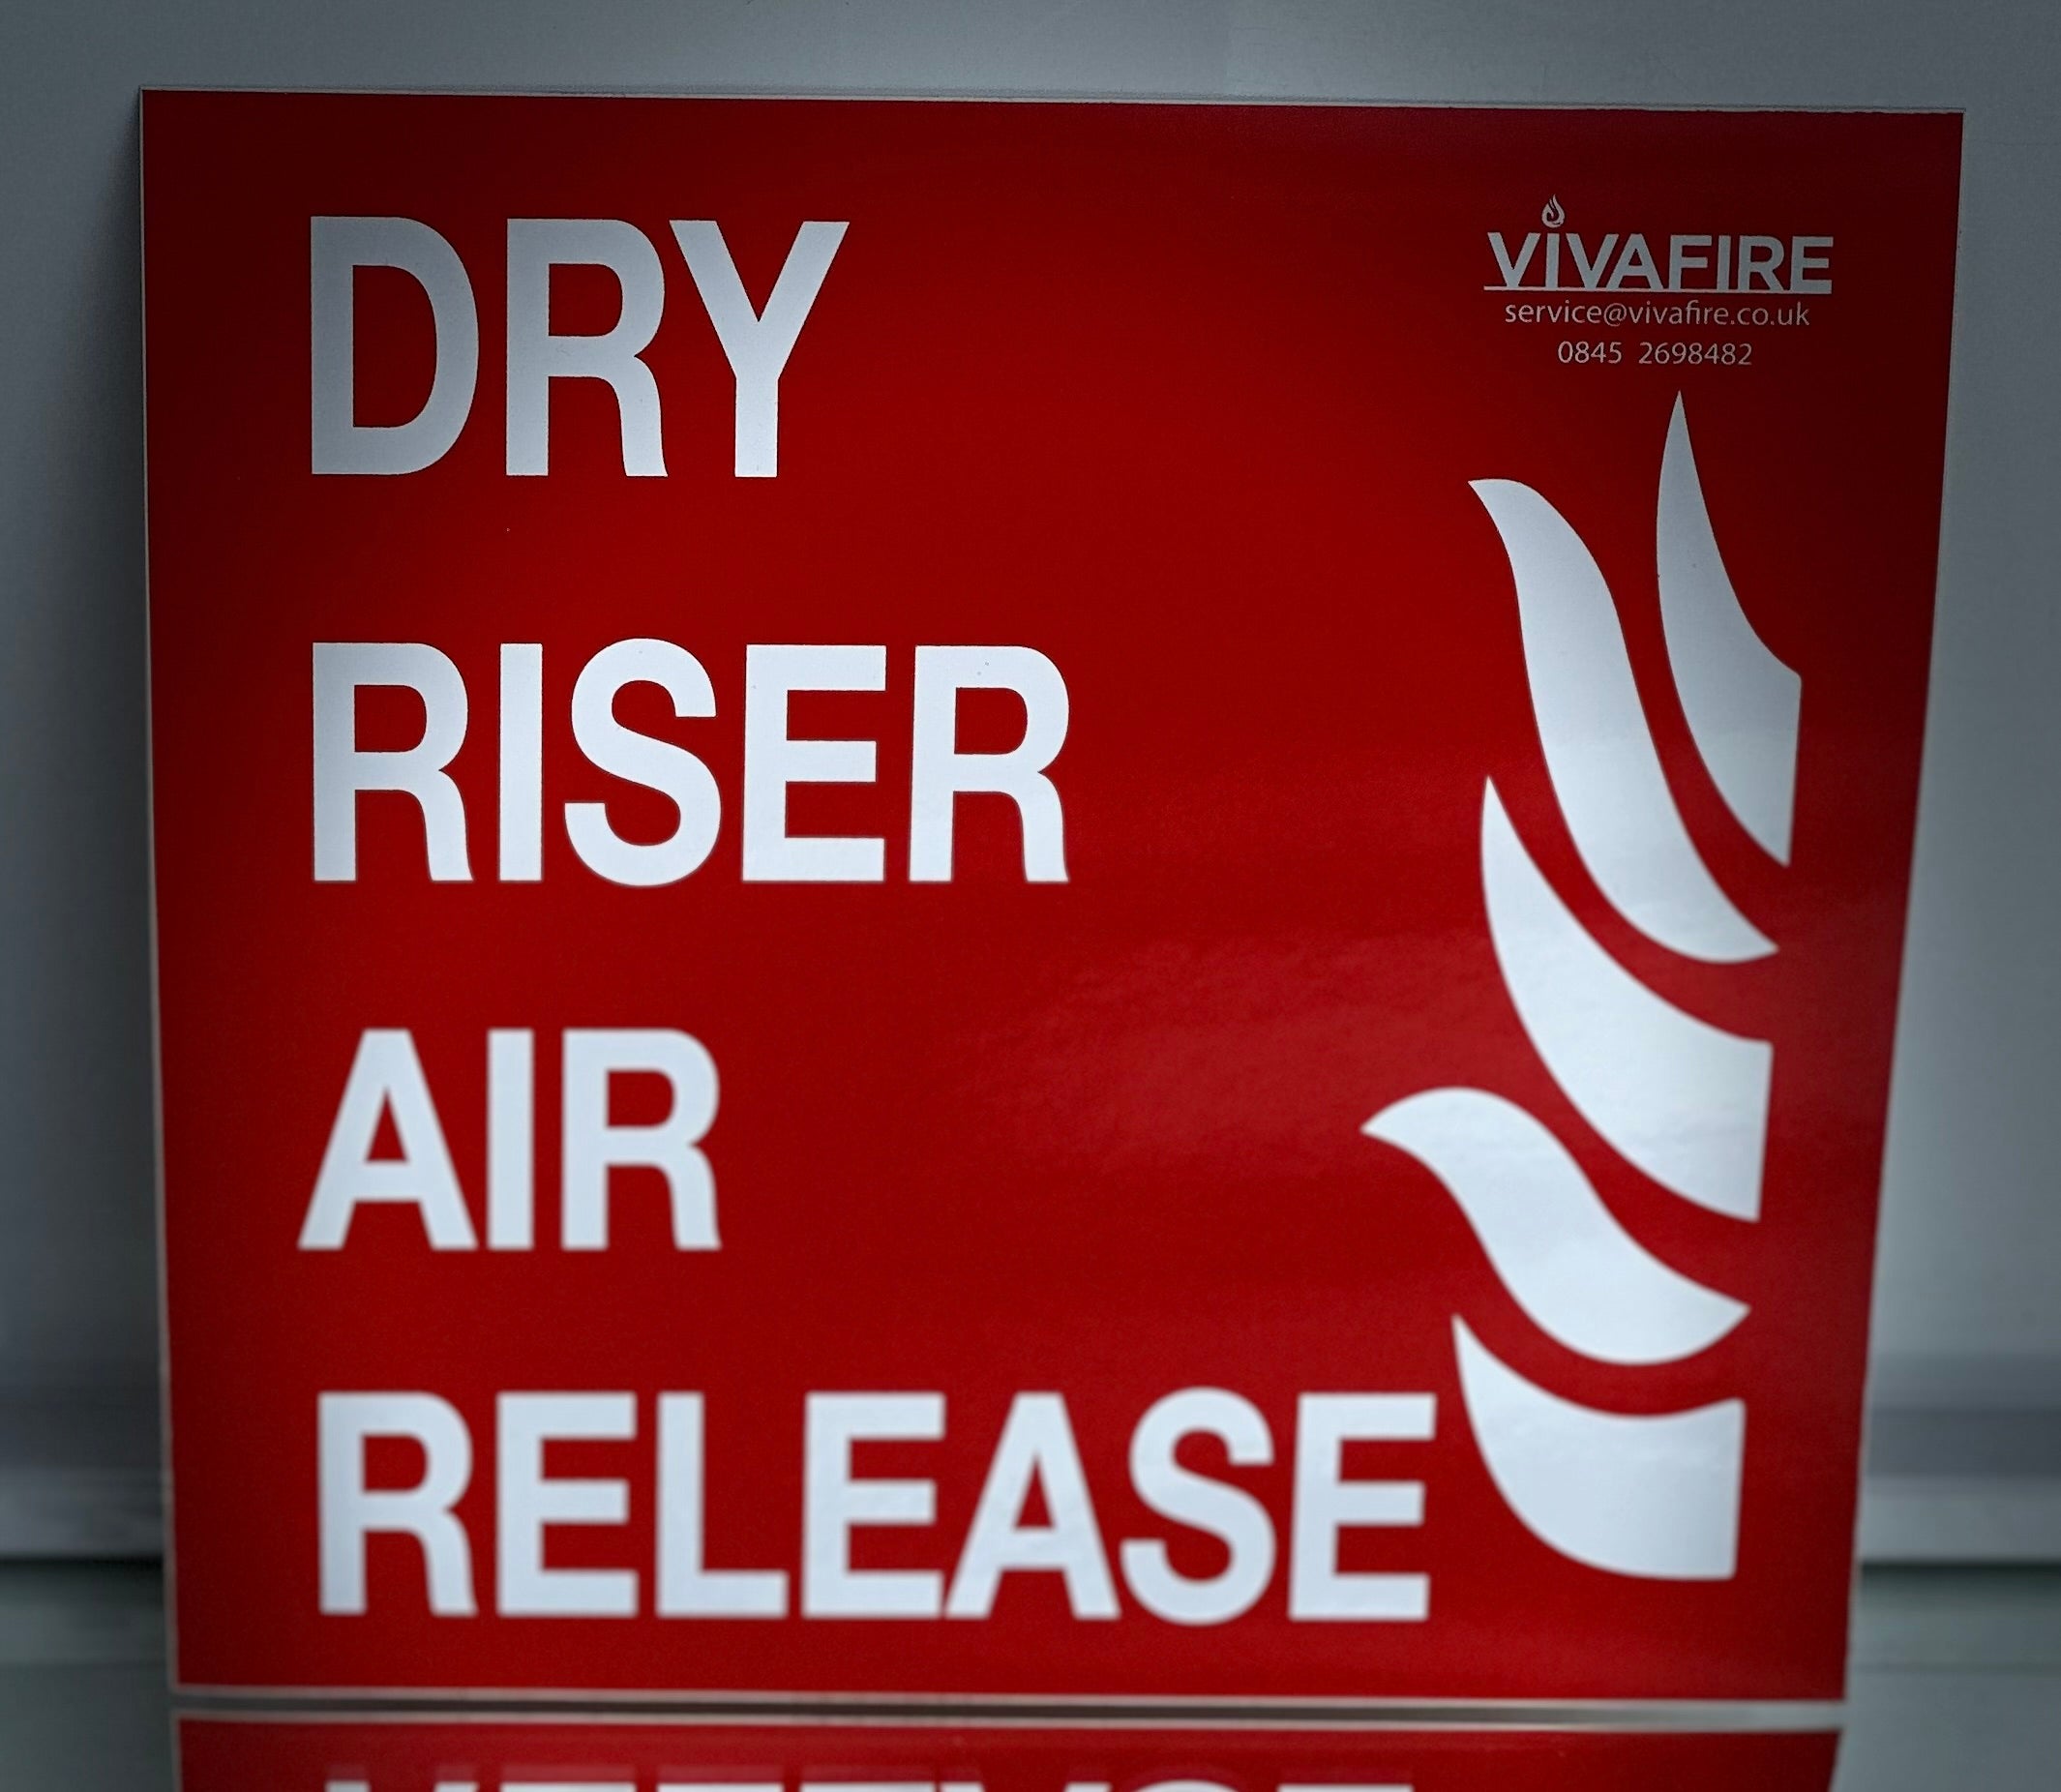 DRY
RISER
AIR
RELEASE
VIVAFIRE
service@vivafire.co.uk
0845 2698482